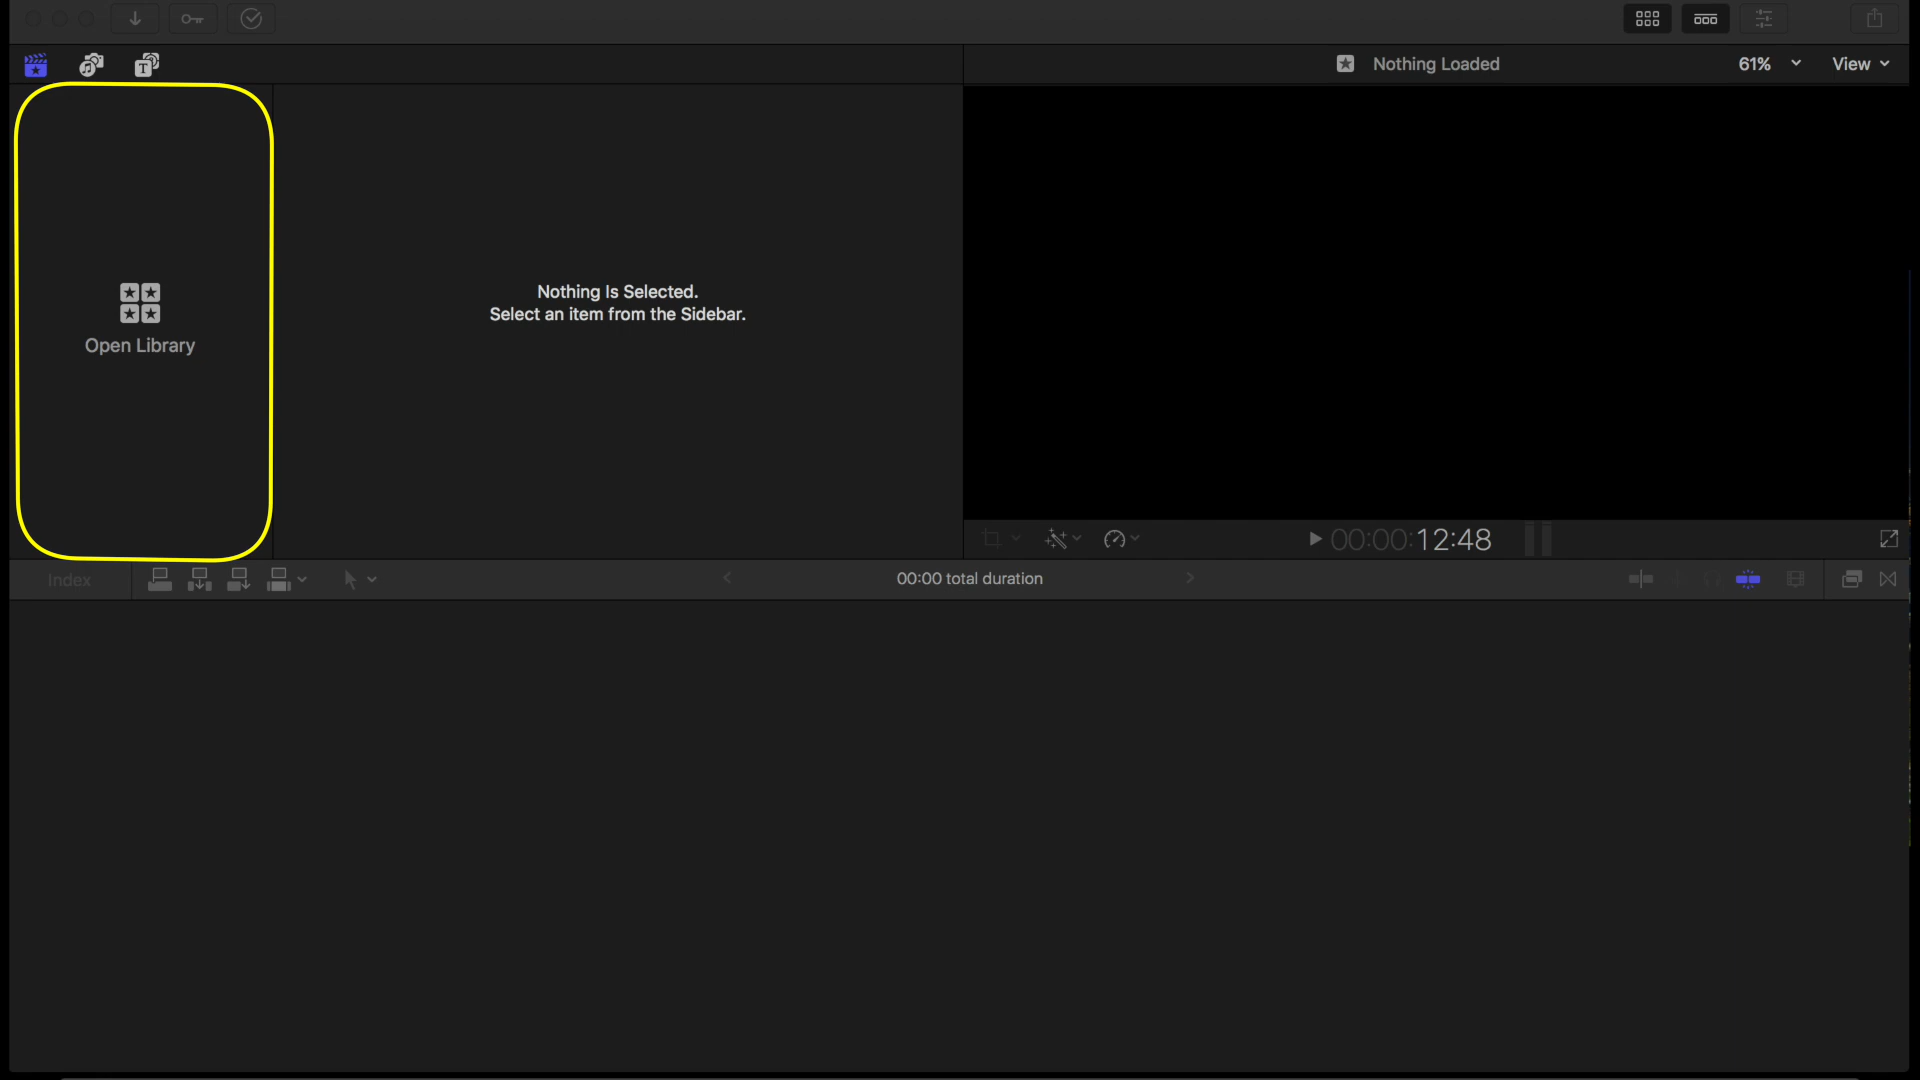 Nothing Loaded
61%
View
Nothing Is Selected.
Select an item from the Sidebar.
Open Library
00:00:12:48
Index
00:00 total duration